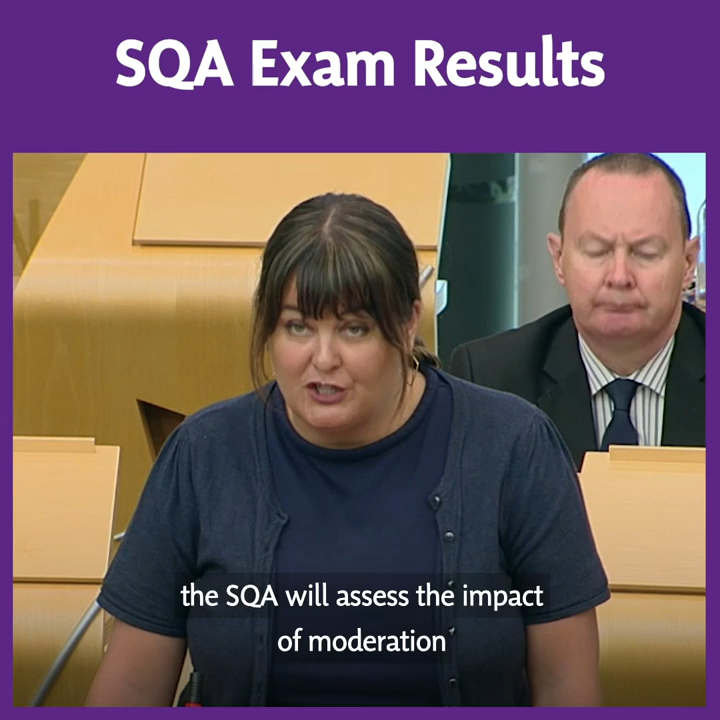 SQA Exam Results
the SQA will assess the impact
of moderation